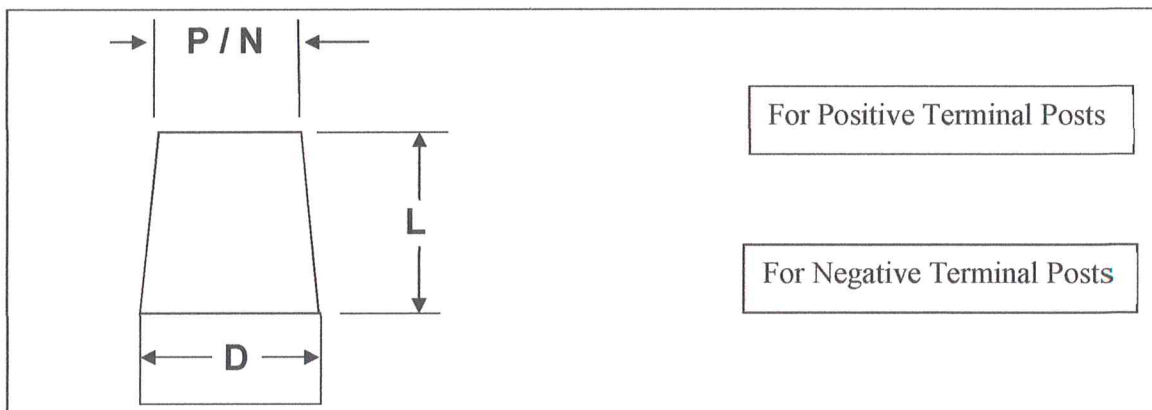 P / N
For Positive Terminal Posts
L
For Negative Terminal Posts
D